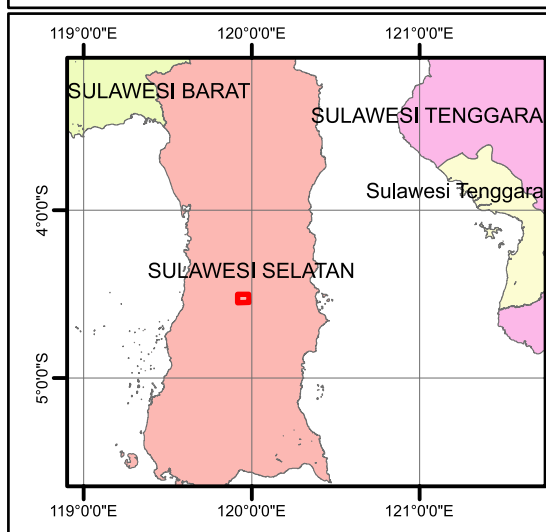 119°0'0"E 120°0'0"E 121°0'0"E
SULAWESI BARAT
SULAWESI TENGGARA
Sulawesi Tenggara
4°0'0"S
SULAWESI SELATAN
5°0'0"S
119°0'0"E 120°0'0"E 121°0'0"E